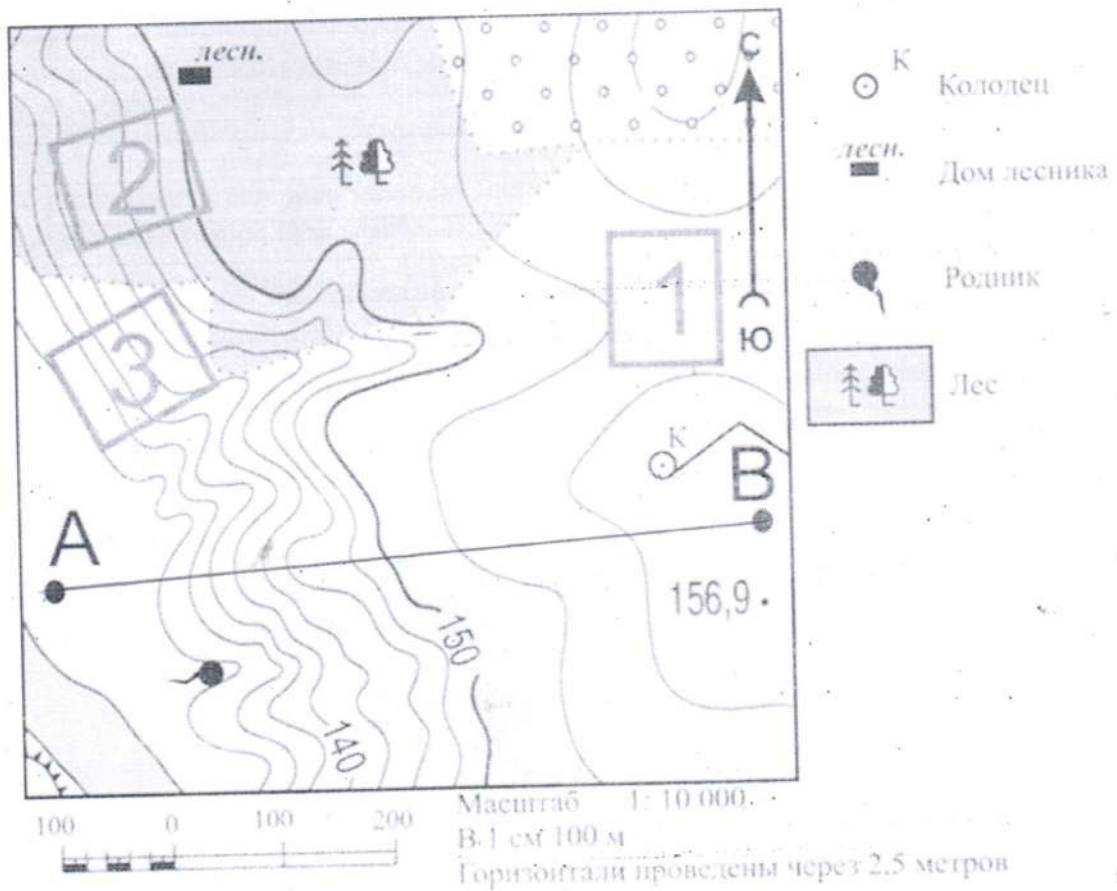 лесн.
С
К
Колодец
2
лесн.
Дом лесника
1
Родник
3
Ю
Лес
К
В
А
156,9
150
140
100 0 100 200
Масштаб 1: 10 000.
В 1 см 100 м
Горизонтали проведены через 2,5 метров